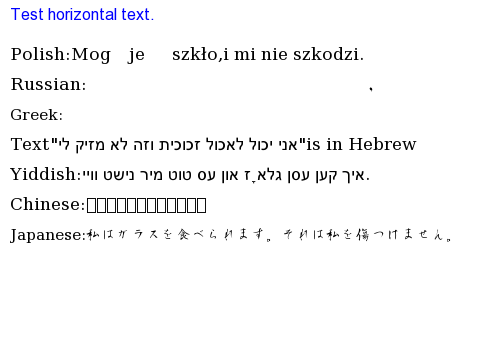 Test horizontal text.
Polish:Mog je szkło,i mi nie szkodzi.
Russian: ,
Greek:
Text"אני יכול לאכול זכוכית וזה לא מזיק לי"is in Hebrew
Yiddish:איך קען עסן גלאָז און עס טוט מיר נישט וויי.
Chinese:
Japanese:私はガラスを食べられます。それは私を傷つけません。